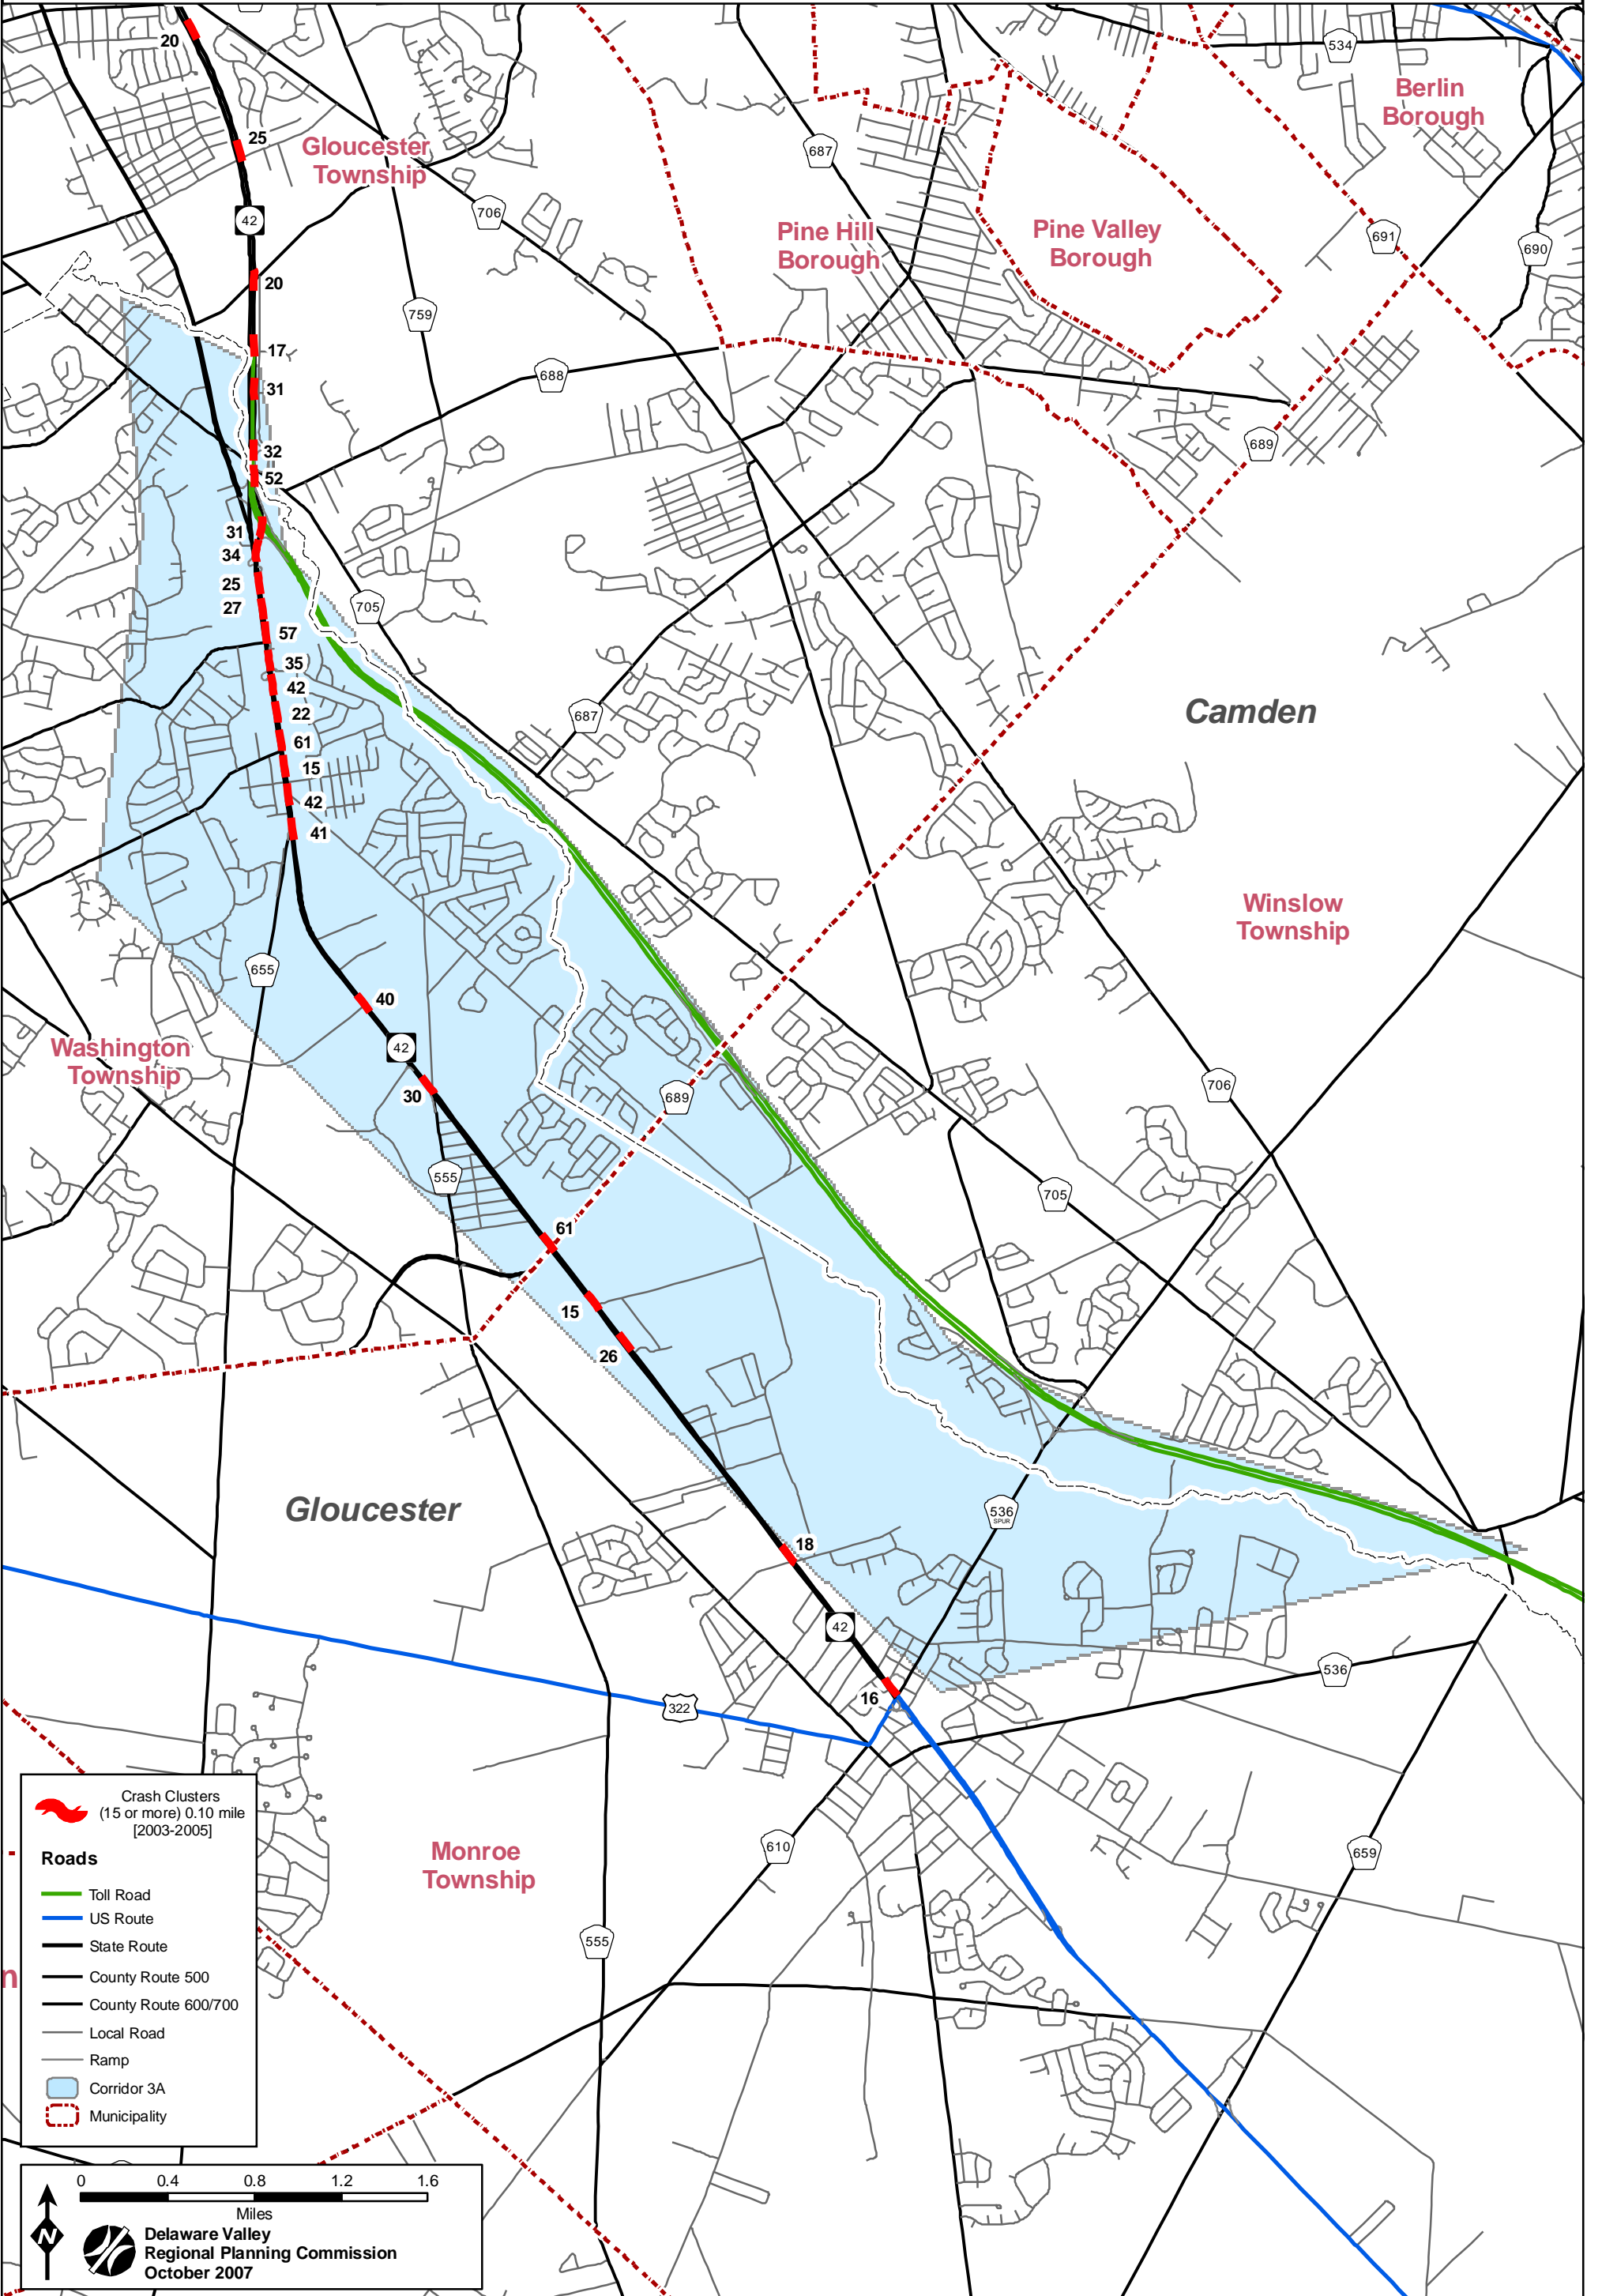 20
534
Berlin
Borough
25
Gloucester
Township
687
706
42
Pine Hill
Borough
Pine Valley
Borough
691
690
20
759
17
688
31
689
32
52
31
34
25
27
705
57
35
42
22
687
Camden
61
15
42
41
Winslow
Township
655
40
42
Washington
Township
30
689
706
555
705
61
15
26
Gloucester
536
SPUR
18
42
536
16
322
Crash Clusters
(15 or more) 0.10 mile
[2003-2005]
Roads
Toll Road
US Route
State Route
County Route 500
County Route 600/700
Local Road
Ramp
Corridor 3A
Municipality
Monroe
Township
610
659
555
n
0 0.4 0.8 1.2 1.6
Miles
N
Delaware Valley
Regional Planning Commission
October 2007